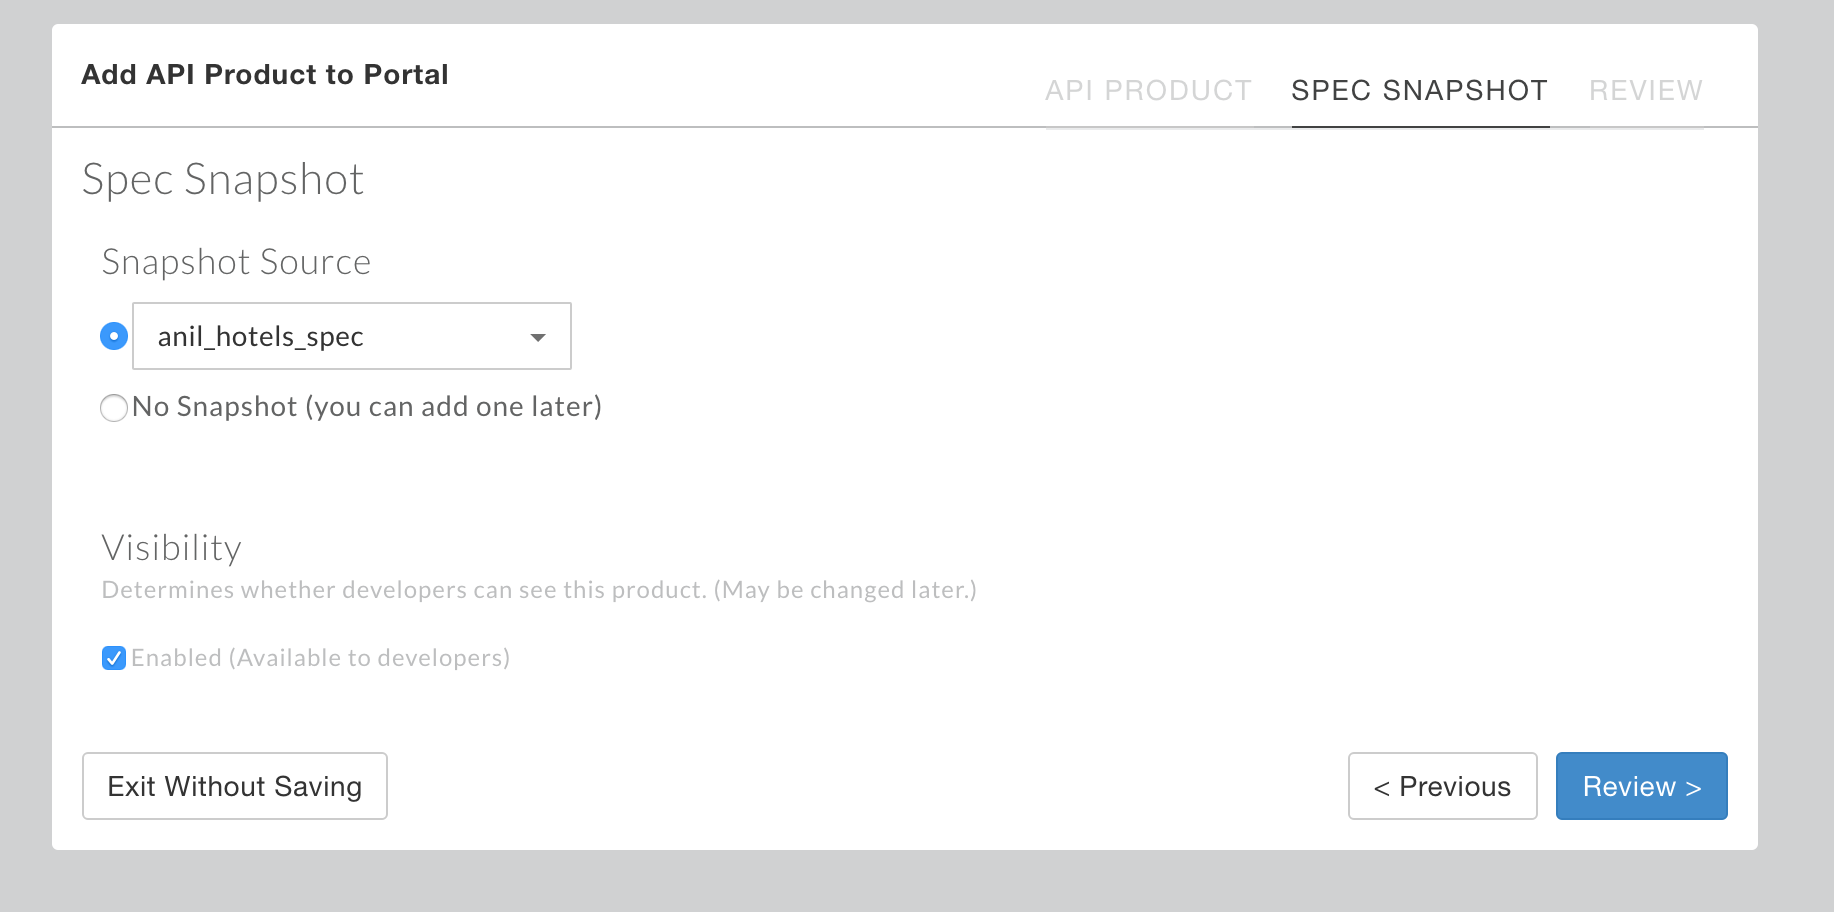 Add API Product to Portal
API PRODUCT SPEC SNAPSHOT REVIEW
Spec Snapshot
Snapshot Source
anil_hotels_spec
No Snapshot (you can add one later)
Visibility
Determines whether developers can see this product. (May be changed later.)
Enabled (Available to developers)
Exit Without Saving
< Previous
Review >